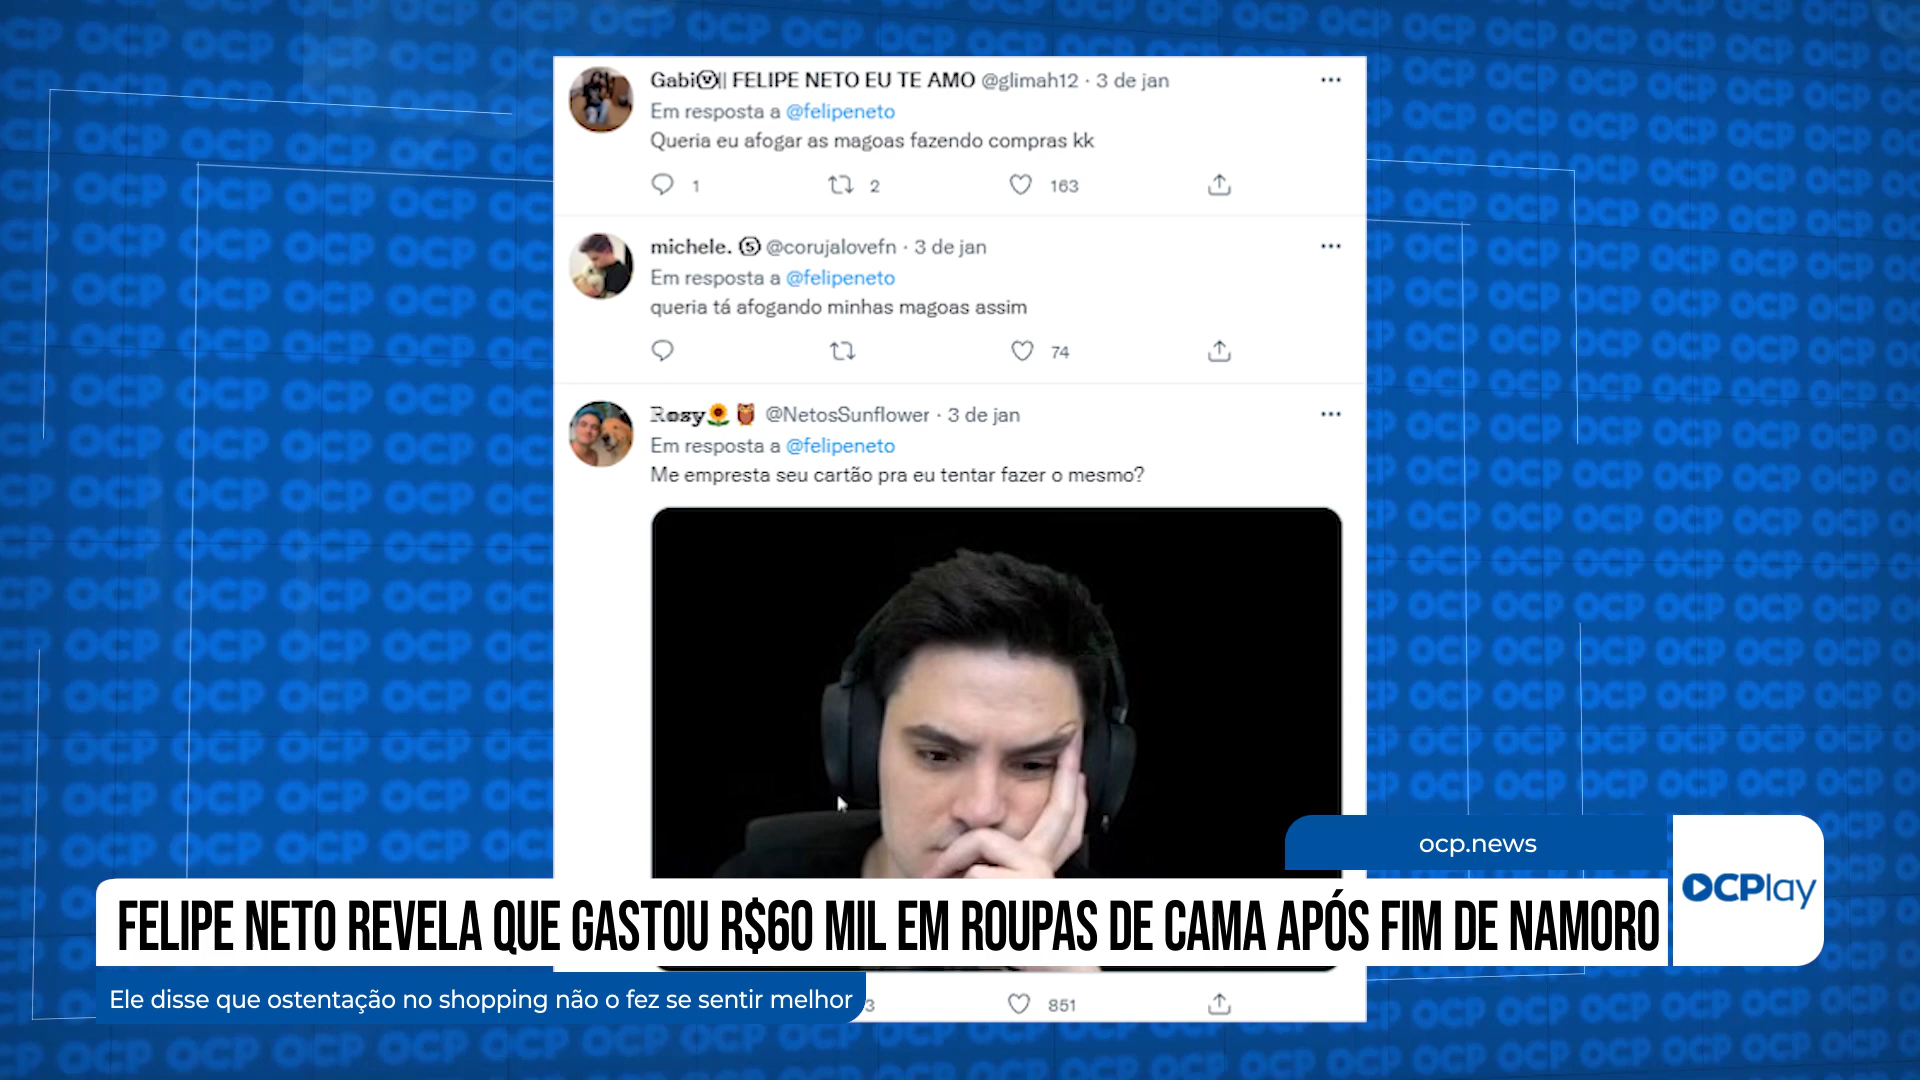 Gabi || FELIPE NETO EU TE AMO @glimah12 · 3 de jan
Em resposta a @felipeneto
Queria eu afogar as magoas fazendo compras kk
1 2 163
michele. Ⓢ @corujalovefn · 3 de jan
Em resposta a @felipeneto
queria tá afogando minhas magoas assim
74
Rosy🌻🦉 @NetosSunflower · 3 de jan
Em resposta a @felipeneto
Me empresta seu cartão pra eu tentar fazer o mesmo?
ocp.news
OCPlay
FELIPE NETO REVELA QUE GASTOU R$60 MIL EM ROUPAS DE CAMA APÓS FIM DE NAMORO
Ele disse que ostentação no shopping não o fez se sentir melhor
3 851